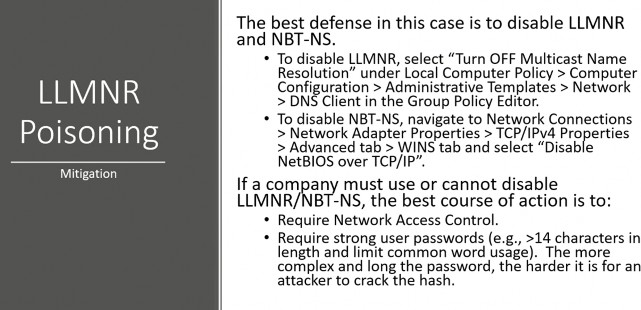 LLMNR
Poisoning
Mitigation
The best defense in this case is to disable LLMNR
and NBT-NS.
• To disable LLMNR, select “Turn OFF Multicast Name
Resolution” under Local Computer Policy > Computer
Configuration > Administrative Templates > Network
> DNS Client in the Group Policy Editor.
• To disable NBT-NS, navigate to Network Connections
> Network Adapter Properties > TCP/IPv4 Properties
> Advanced tab > WINS tab and select “Disable
NetBIOS over TCP/IP”.
If a company must use or cannot disable
LLMNR/NBT-NS, the best course of action is to:
• Require Network Access Control.
• Require strong user passwords (e.g., >14 characters in
length and limit common word usage). The more
complex and long the password, the harder it is for an
attacker to crack the hash.